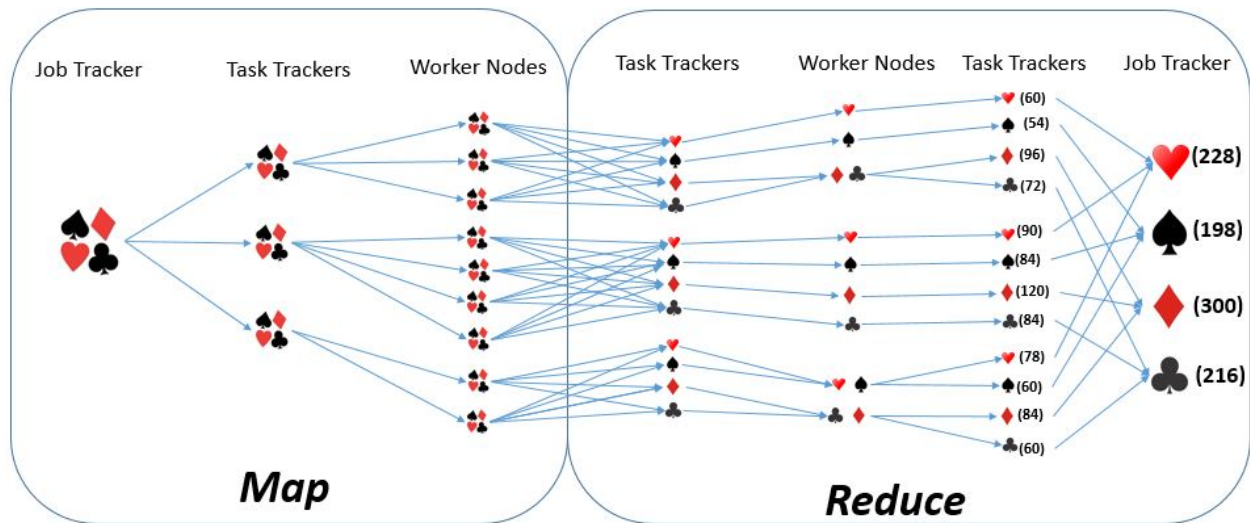 Job Tracker
Task Trackers
Worker Nodes
Task Trackers
Worker Nodes
Task Trackers
Job Tracker
(60)
(54)
(96)
(72)
(90)
(84)
(120)
(84)
(78)
(60)
(84)
(60)
(228)
(198)
(300)
(216)
Map
Reduce